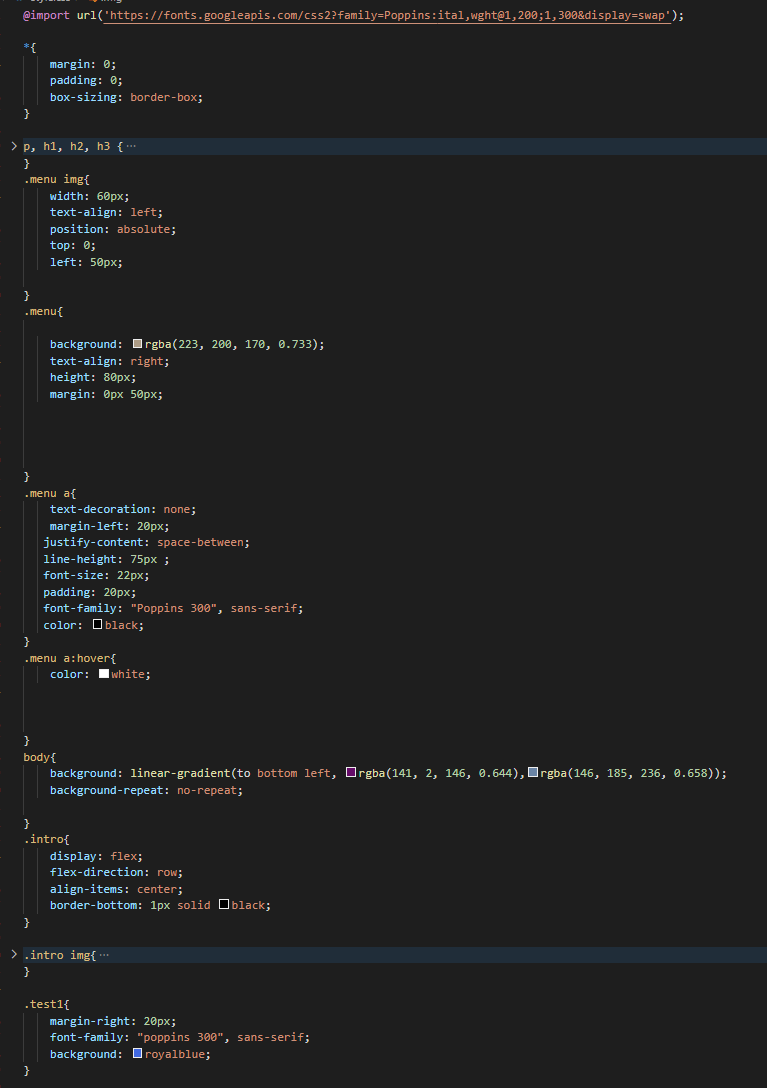 @import url('https://fonts.googleapis.com/css2?family=Poppins:ital,wght@1,200;1,300&display=swap');
*{
margin: 0;
padding: 0;
box-sizing: border-box;
}
p, h1, h2, h3 {···
}
.menu img{
width: 60px;
text-align: left;
position: absolute;
top: 0;
left: 50px;
}
.menu{
background: rgba(223, 200, 170, 0.733);
text-align: right;
height: 80px;
margin: 0px 50px;
}
.menu a{
text-decoration: none;
margin-left: 20px;
justify-content: space-between;
line-height: 75px ;
font-size: 22px;
padding: 20px;
font-family: "Poppins 300", sans-serif;
color: black;
}
.menu a:hover{
color: white;
}
body{
background: linear-gradient(to bottom left, rgba(141, 2, 146, 0.644),rgba(146, 185, 236, 0.658));
background-repeat: no-repeat;
}
.intro{
display: flex;
flex-direction: row;
align-items: center;
border-bottom: 1px solid black;
}
.intro img{···
}
.test1{
margin-right: 20px;
font-family: "poppins 300", sans-serif;
background: royalblue;
}